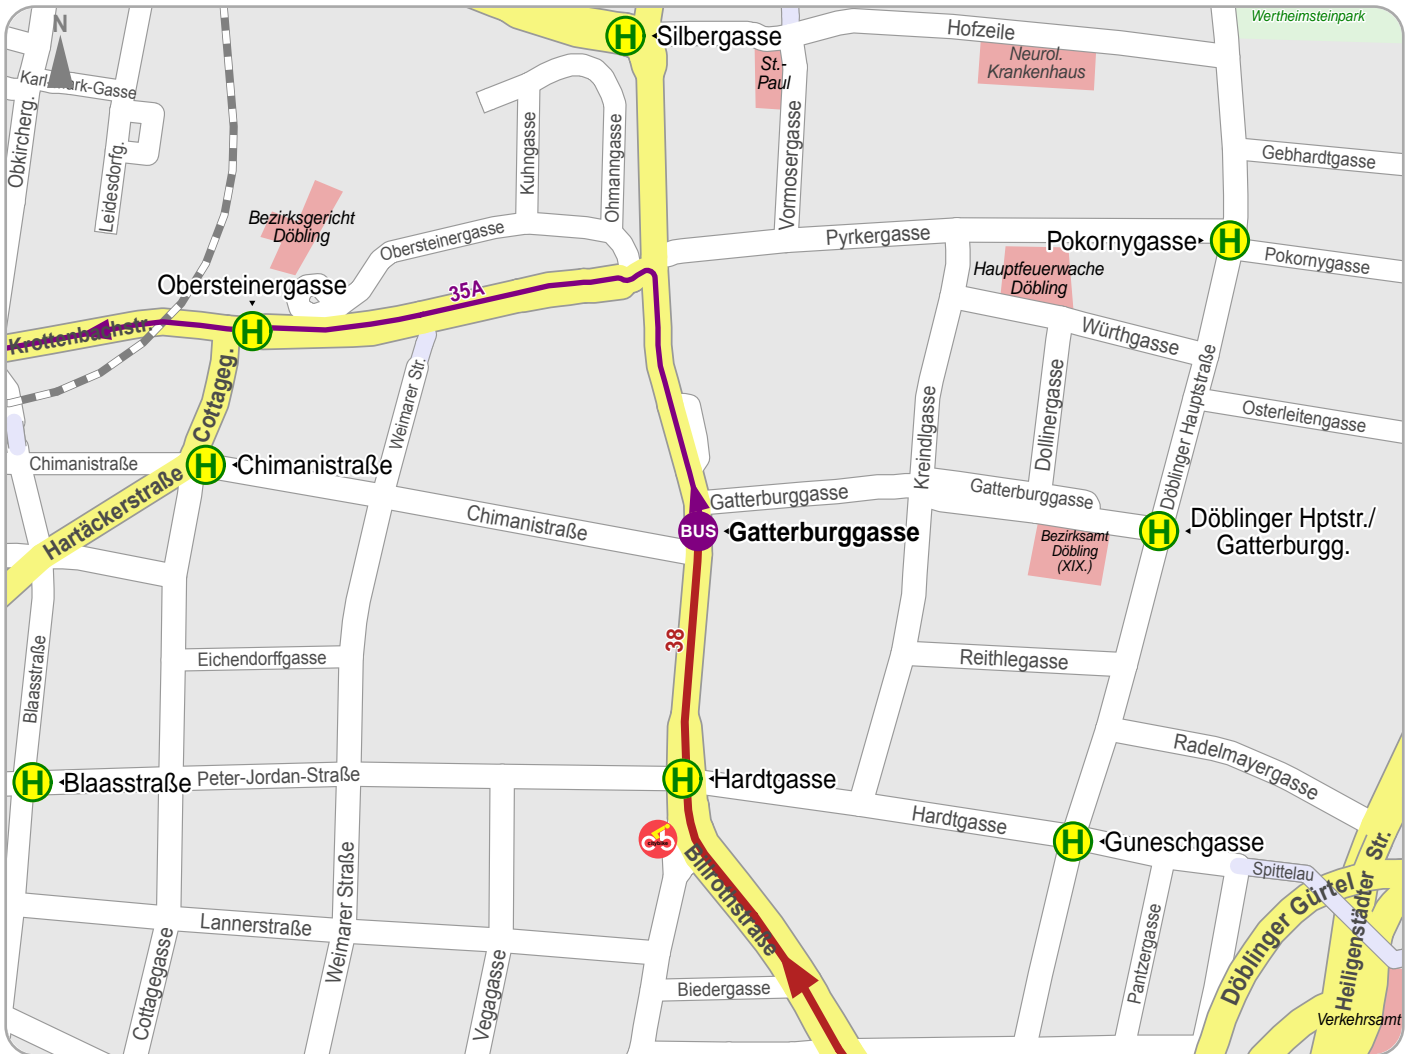 Wertheimsteinpark
N
H
Silbergasse
Hofzeile
Neurol.
Krankenhaus
St.-
Paul
Karl-Mark-Gasse
Obkircherg.
Leidesdorfg.
Kuhngasse
Ohmanngasse
Vormosergasse
Gebhardtgasse
Bezirksgericht
Döbling
Obersteinergasse
Pyrkergasse
Pokornygasse
H
Pokornygasse
Hauptfeuerwache
Döbling
Obersteinergasse
35A
Krottenbachstr.
H
Würthgasse
Cottageg.
Weimarer Str.
Kreindlgasse
Dollinergasse
Döblinger Hauptstraße
Osterleitengasse
Chimanistraße
H
Chimanistraße
Hartäckerstraße
Chimanistraße
Gatterburggasse
Gatterburggasse
BUS
Gatterburggasse
Bezirksamt
Döbling
(XIX.)
H
Döblinger Hptstr./
Gatterburgg.
38
Blaasstraße
Eichendorffgasse
Reithlegasse
Radelmayergasse
H
Blaasstraße
Peter-Jordan-Straße
H
Hardtgasse
Hardtgasse
H
Guneschgasse
citybike
Billrothstraße
Spittelau
Döblinger Gürtel
Heiligenstädter Str.
Lannerstraße
Weimarer Straße
Cottagegasse
Vegagasse
Biedergasse
Pantzergasse
Verkehrsamt